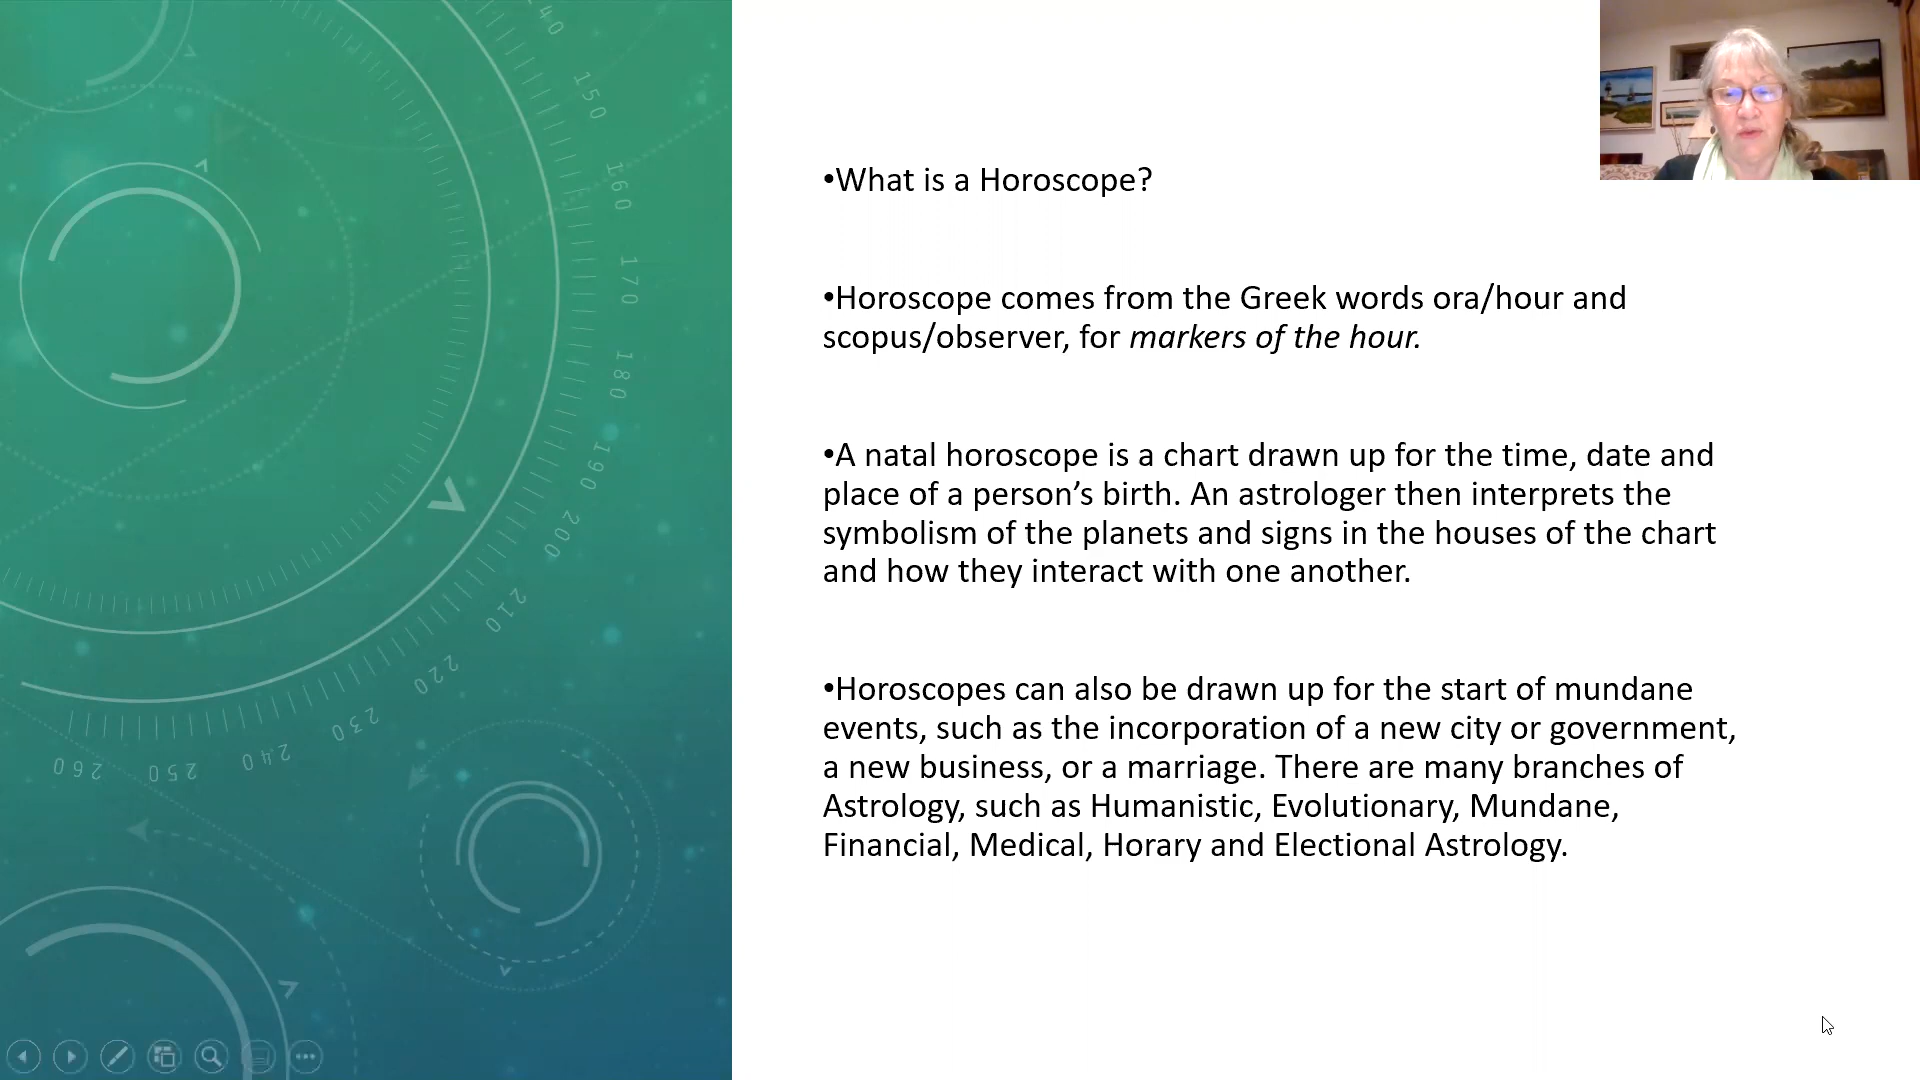 •What is a Horoscope?
•Horoscope comes from the Greek words ora/hour and
scopus/observer, for markers of the hour.
•A natal horoscope is a chart drawn up for the time, date and
place of a person’s birth. An astrologer then interprets the
symbolism of the planets and signs in the houses of the chart
and how they interact with one another.
•Horoscopes can also be drawn up for the start of mundane
events, such as the incorporation of a new city or government,
a new business, or a marriage. There are many branches of
Astrology, such as Humanistic, Evolutionary, Mundane,
Financial, Medical, Horary and Electional Astrology.
140
150
160
170
180
190
200
210
220
230
240
250
260